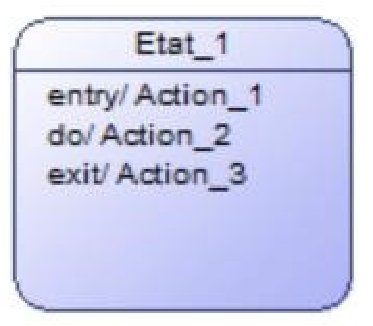 Etat_1
entry/ Action_1
do/ Action_2
exit/ Action_3